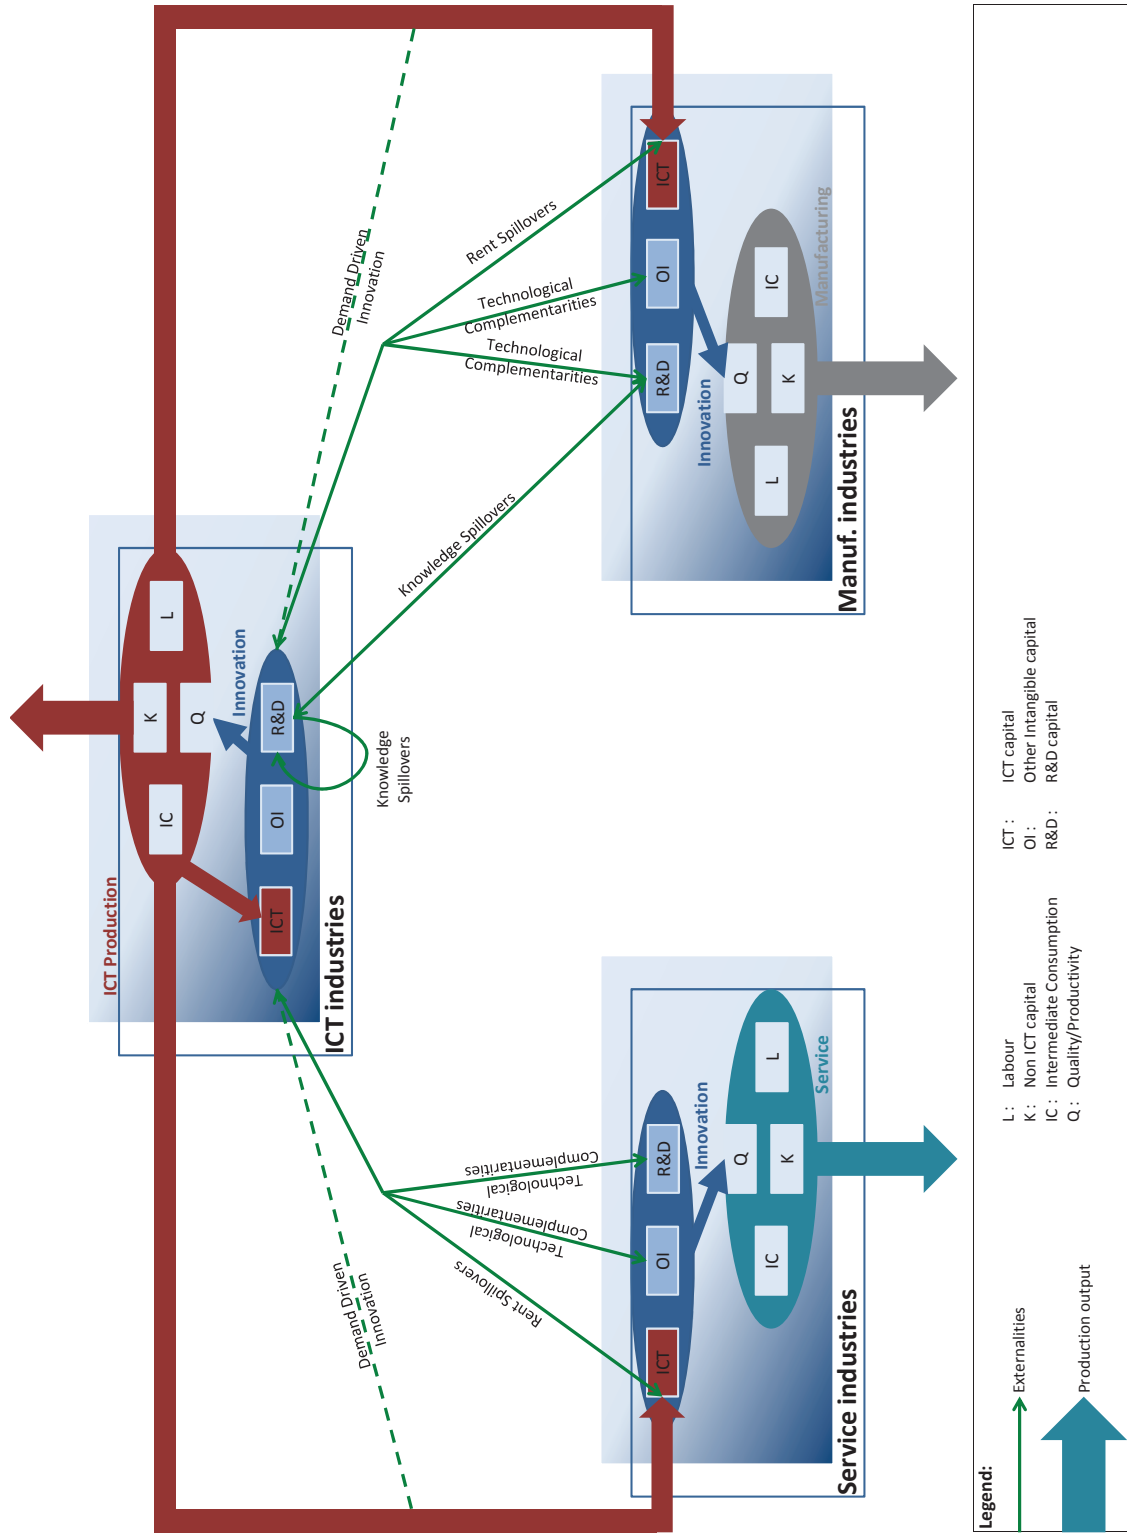 ICT Production
IC
K
L
Q
Innovation
ICT
OI
R&D
ICT industries
Knowledge
Spillovers
Demand Driven
Innovation
Demand Driven
Innovation
Rent Spillovers
Technological
Complementarities
Technological
Complementarities
Knowledge Spillovers
Technological
Complementarities
Technological
Complementarities
Rent Spillovers
ICT
OI
R&D
Innovation
Q
IC
K
L
Service
Service industries
R&D
OI
ICT
Innovation
Q
L
K
IC
Manufacturing
Manuf. industries
Legend:
Externalities
Production output
L : Labour
K : Non ICT capital
IC : Intermediate Consumption
Q : Quality/Productivity
ICT : ICT capital
OI : Other Intangible capital
R&D : R&D capital